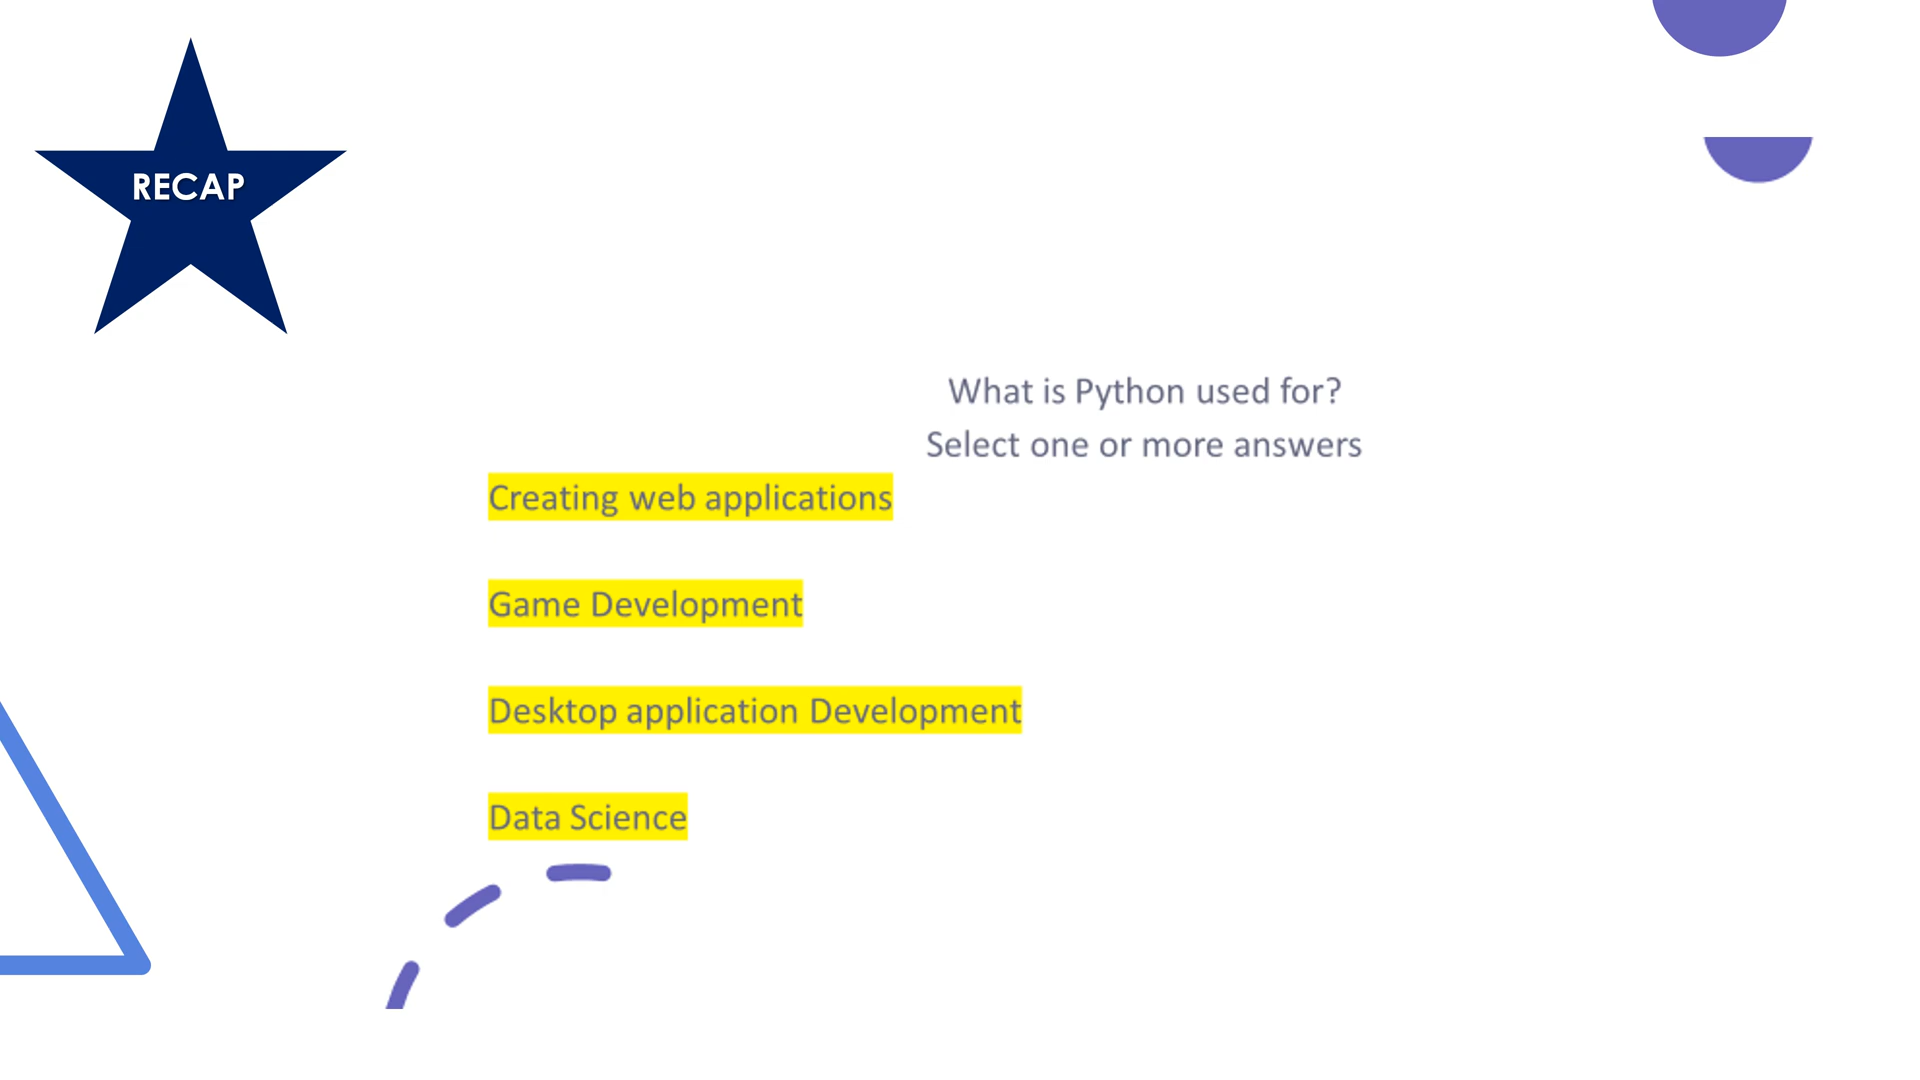 RECAP
What is Python used for?
Select one or more answers
Creating web applications
Game Development
Desktop application Development
Data Science